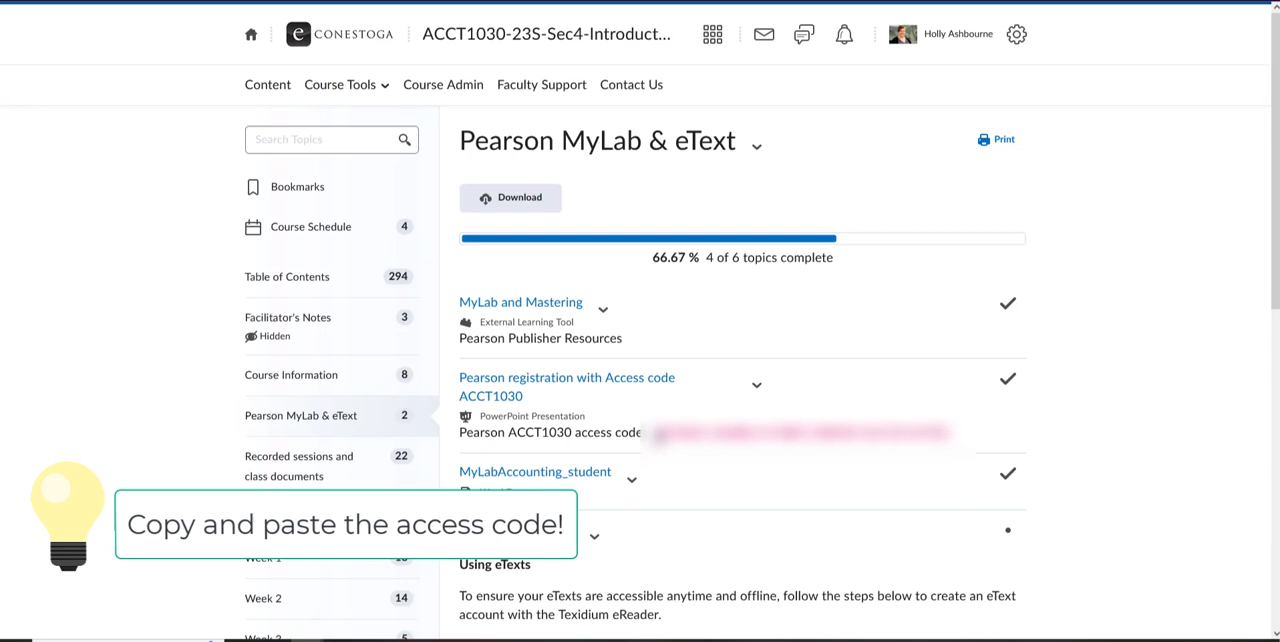 e CONESTOGA
ACCT1030-23S-Sec4-Introduct...
Holly Ashbourne
Content
Course Tools
Course Admin
Faculty Support
Contact Us
Search Topics
Bookmarks
Course Schedule 4
Table of Contents 294
Facilitator's Notes 3
Hidden
Course Information 8
Pearson MyLab & eText 2
Recorded sessions and 22
class documents
Week 2 14
Pearson MyLab & eText
Print
Download
66.67 % 4 of 6 topics complete
MyLab and Mastering
External Learning Tool
Pearson Publisher Resources
Pearson registration with Access code
ACCT1030
PowerPoint Presentation
Pearson ACCT1030 access code
MyLabAccounting_student
Using eTexts
To ensure your eTexts are accessible anytime and offline, follow the steps below to create an eText
account with the Texidium eReader.
Copy and paste the access code!